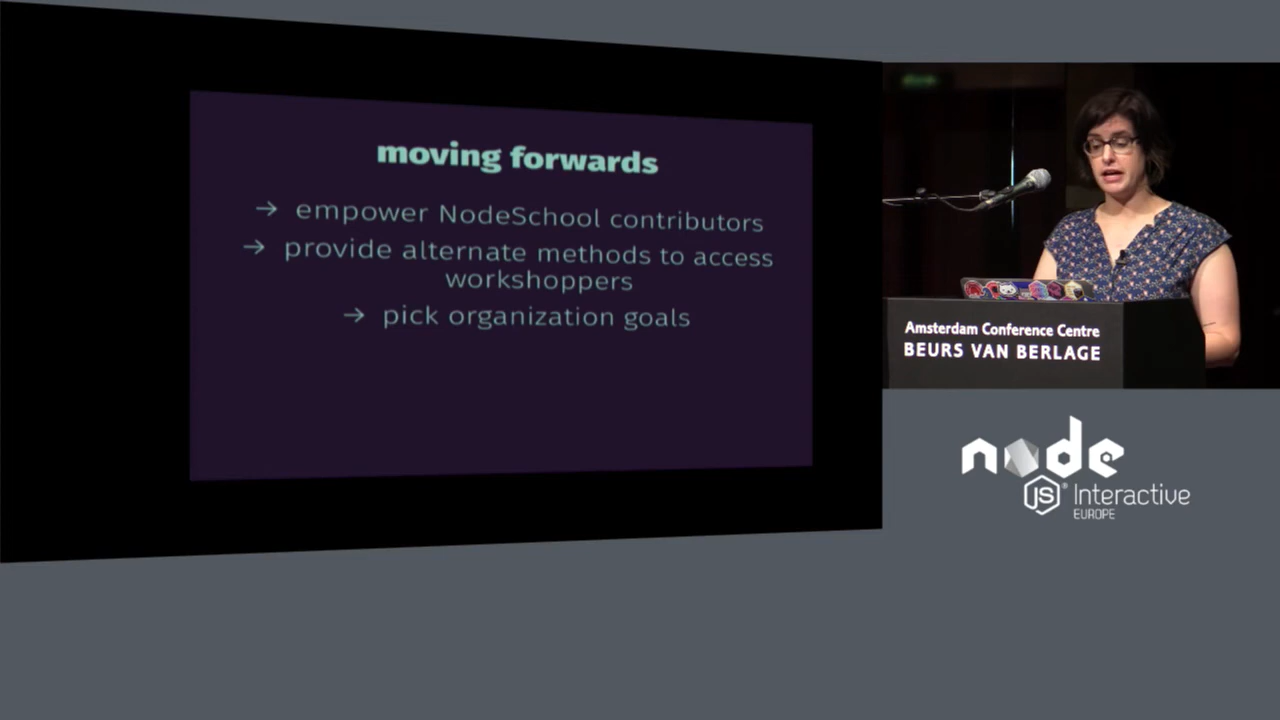 moving forwards
→ empower NodeSchool contributors
→ provide alternate methods to access
workshoppers
→ pick organization goals
Amsterdam Conference Centre
BEURS VAN BERLAGE
node
JS ® Interactive
EUROPE